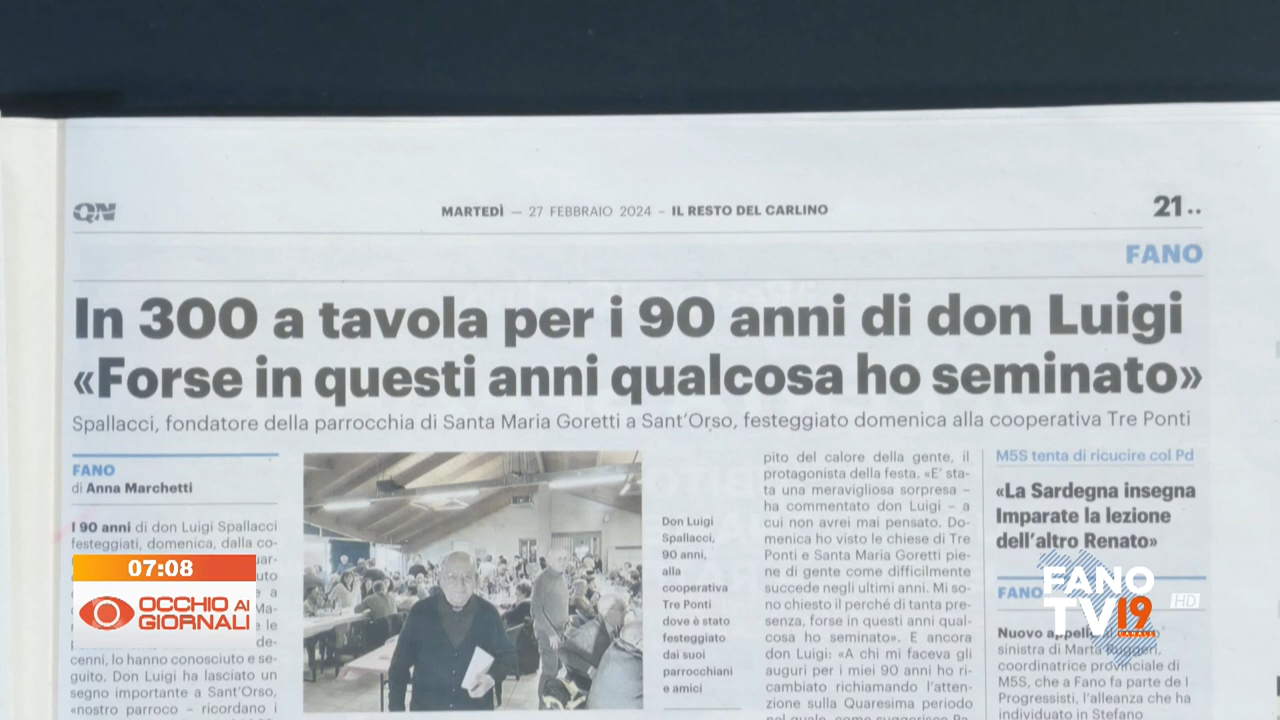 QN
MARTEDÌ — 27 FEBBRAIO 2024 – IL RESTO DEL CARLINO
21..
FANO
In 300 a tavola per i 90 anni di don Luigi
«Forse in questi anni qualcosa ho seminato»
Spallacci, fondatore della parrocchia di Santa Maria Goretti a Sant'Orso, festeggiato domenica alla cooperativa Tre Ponti
FANO
di Anna Marchetti
I 90 anni di don Luigi Spallacci
festeggiati, domenica, dalla co-
cenni, lo hanno conosciuto e se-
guito. Don Luigi ha lasciato un
segno importante a Sant'Orso,
«nostro parroco – ricordano i
Don Luigi
Spallacci,
90 anni,
alla
cooperativa
Tre Ponti
dove è stato
festeggiato
dai suoi
parrocchiani
e amici
pito del calore della gente, il
protagonista della festa. «E' sta-
ta una meravigliosa sorpresa –
ha commentato don Luigi – a
cui non avrei mai pensato. Do-
menica ho visto le chiese di Tre
Ponti e Santa Maria Goretti pie-
ne di gente come difficilmente
succede negli ultimi anni. Mi so-
no chiesto il perché di tanta pre-
senza, forse in questi anni qual-
cosa ho seminato». E ancora
don Luigi: «A chi mi faceva gli
auguri per i miei 90 anni ho ri-
cambiato richiamando l'atten-
zione sulla Quaresima periodo
M5S tenta di ricucire col Pd
«La Sardegna insegna
Imparate la lezione
dell'altro Renato»
FANO
Nuovo
sinistra di Marta Ruggeri,
coordinatrice provinciale di
M5S, che a Fano fa parte de I
Progressisti, l'alleanza che ha
individuato in Stefano
07:08
OCCHIO AI
GIORNALI
FANO
TV 19
CANALE
HD